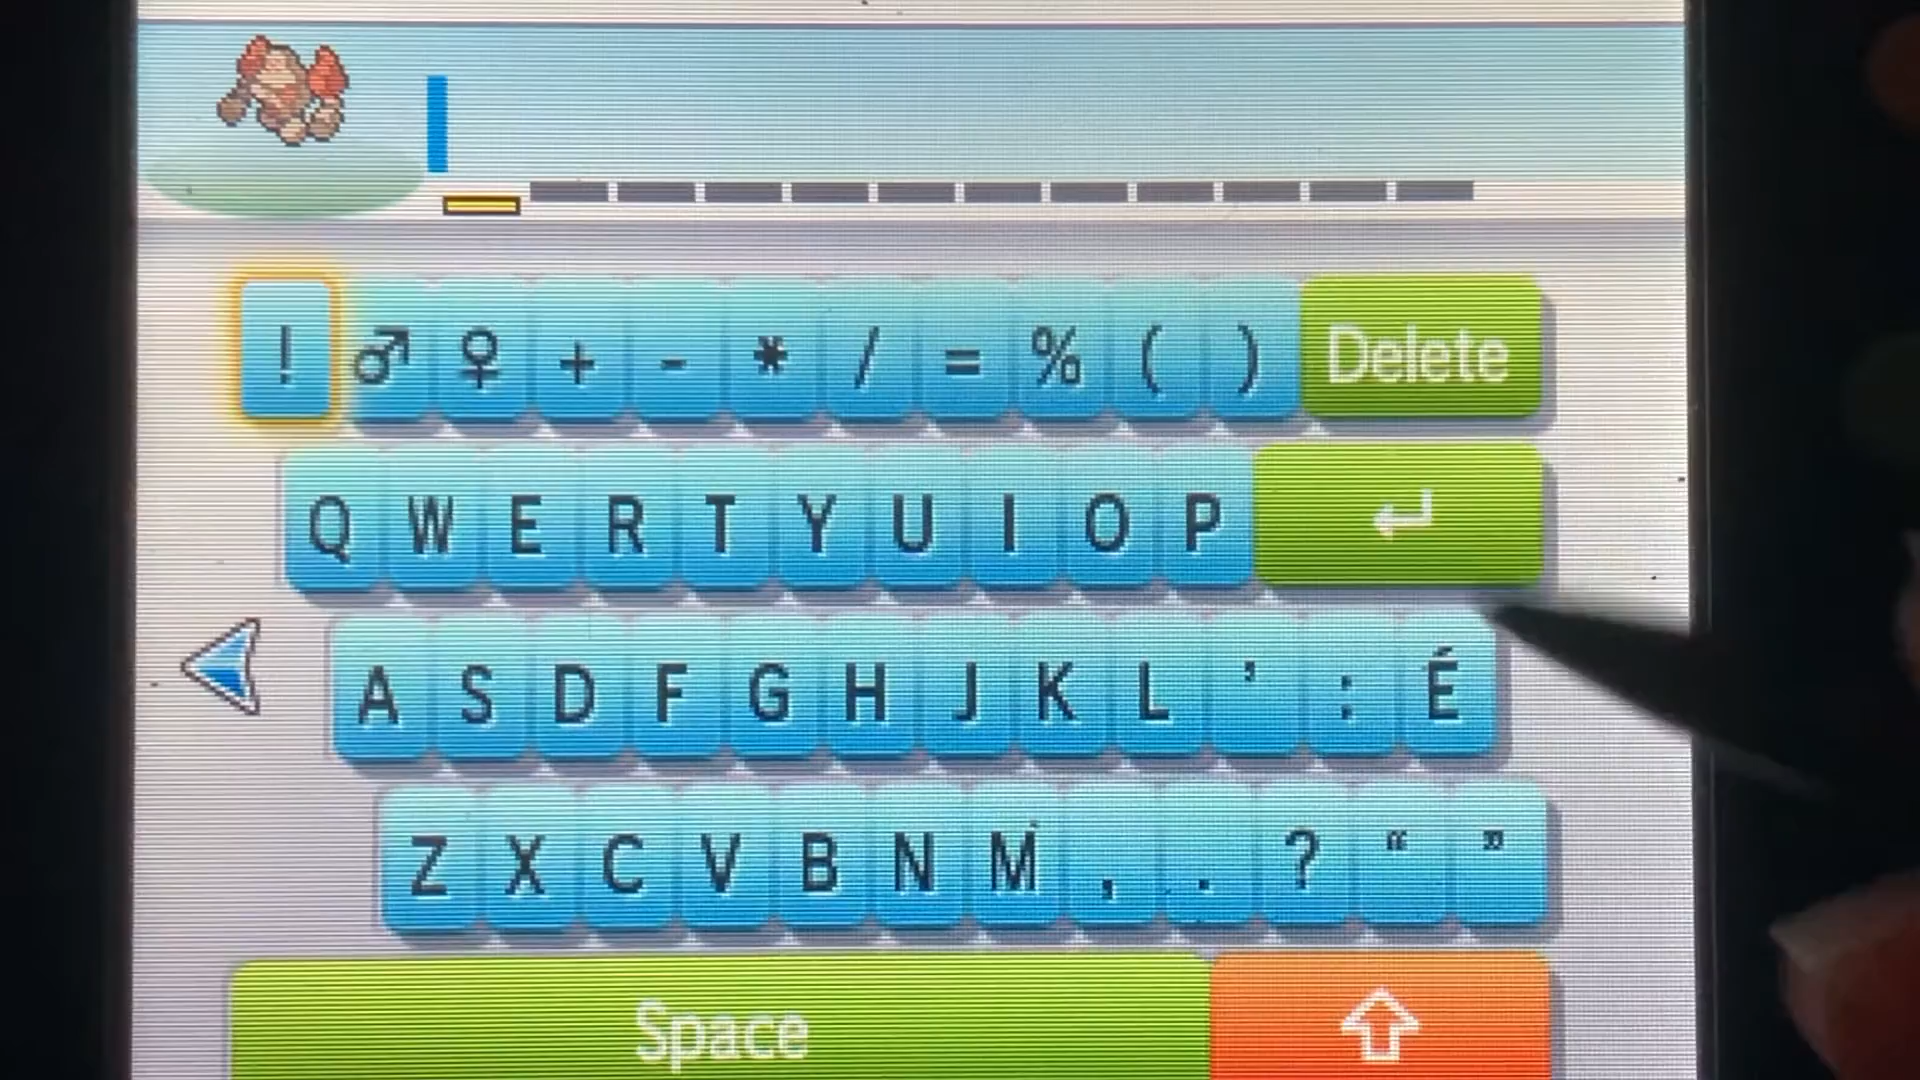 ! ♂ ♀ + - * / = % ( ) Delete
Q W E R T Y U I O P
A S D F G H J K L ' : É
Z X C V B N M , . ? “ ”
Space